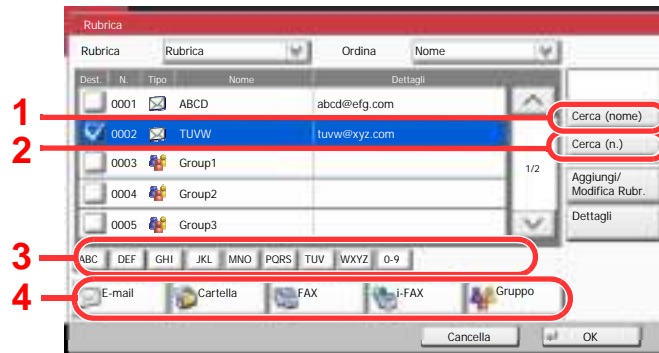 Rubrica
Rubrica Rubrica Ordina Nome
Dest. N. Tipo Nome Dettagli
0001 ABCD abcd@efg.com
1 Cerca (nome)
0002 TUVW tuvw@xyz.com
2 Cerca (n.)
0003 Group1 1/2
Aggiungi/
Modifica Rubr.
0004 Group2
0005 Group3 Dettagli
3 ABC DEF GHI JKL MNO PQRS TUV WXYZ 0-9
4 E-mail Cartella FAX i-FAX Gruppo
Cancella OK